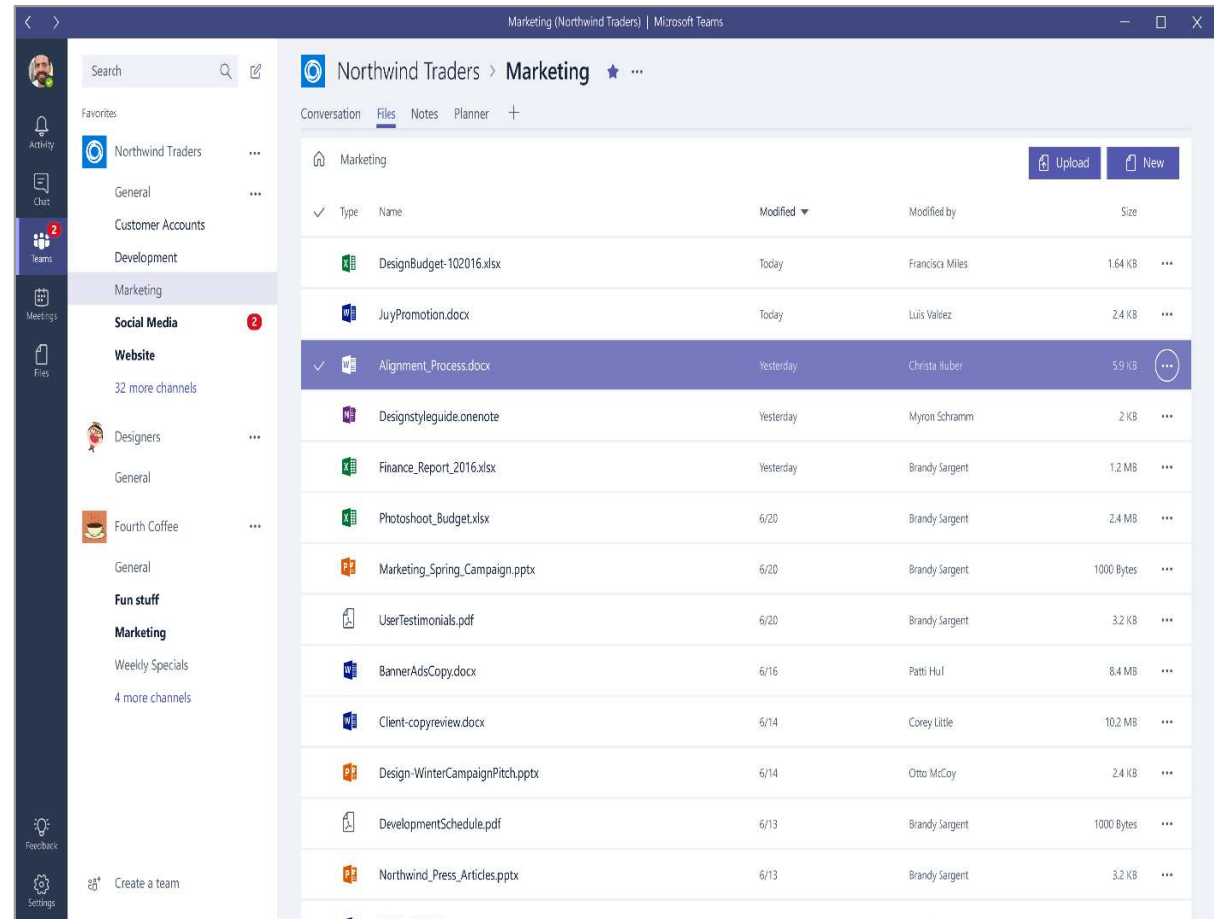 Marketing (Northwind Traders) | Microsoft Teams
Search
Favorites
Northwind Traders
General
Customer Accounts
Development
Marketing
Social Media 2
Website
32 more channels
Designers
General
Fourth Coffee
General
Fun stuff
Marketing
Weekly Specials
4 more channels
Create a team
Activity
Chat
2
Teams
Meetings
Files
Feedback
Settings
Northwind Traders > Marketing
Conversation Files Notes Planner
Marketing Upload New
Type Name Modified Modified by Size
DesignBudget-102016.xlsx Today Francisca Miles 1.64 KB
JuyPromotion.docx Today Luis Valdez 2.4 KB
Alignment_Process.docx Yesterday Christa Huber 5.9 KB
Designstyleguide.onenote Yesterday Myron Schramm 2 KB
Finance_Report_2016.xlsx Yesterday Brandy Sargent 1.2 MB
Photoshoot_Budget.xlsx 6/20 Brandy Sargent 2.4 MB
Marketing_Spring_Campaign.pptx 6/20 Brandy Sargent 1000 Bytes
UserTestimonials.pdf 6/20 Brandy Sargent 3.2 KB
BannerAdsCopy.docx 6/16 Patti Hul 8.4 MB
Client-copyreview.docx 6/14 Corey Little 10.2 MB
Design-WinterCampaignPitch.pptx 6/14 Otto McCoy 2.4 KB
DevelopmentSchedule.pdf 6/13 Brandy Sargent 1000 Bytes
Northwind_Press_Articles.pptx 6/13 Brandy Sargent 3.2 KB